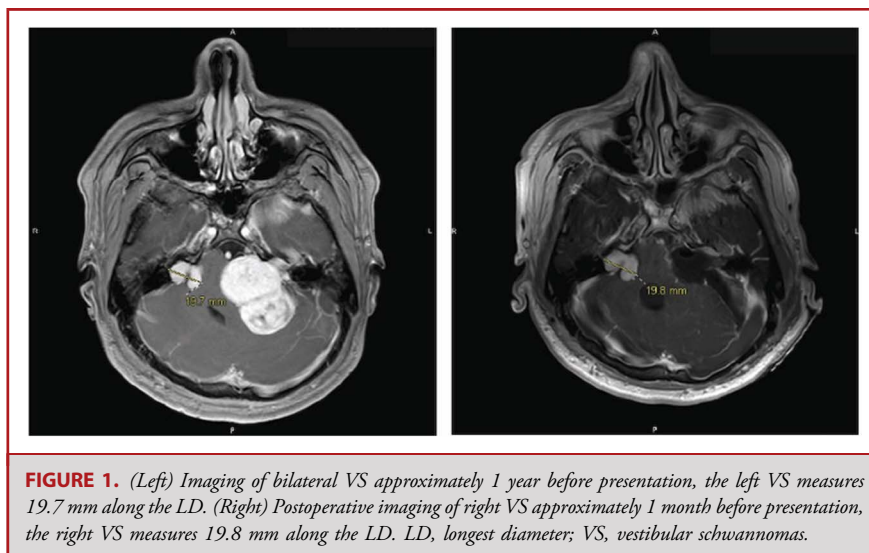 A
A
R
L
R
L
19.7 mm
19.8 mm
P
P
FIGURE 1. (Left) Imaging of bilateral VS approximately 1 year before presentation, the left VS measures
19.7 mm along the LD. (Right) Postoperative imaging of right VS approximately 1 month before presentation,
the right VS measures 19.8 mm along the LD. LD, longest diameter; VS, vestibular schwannomas.